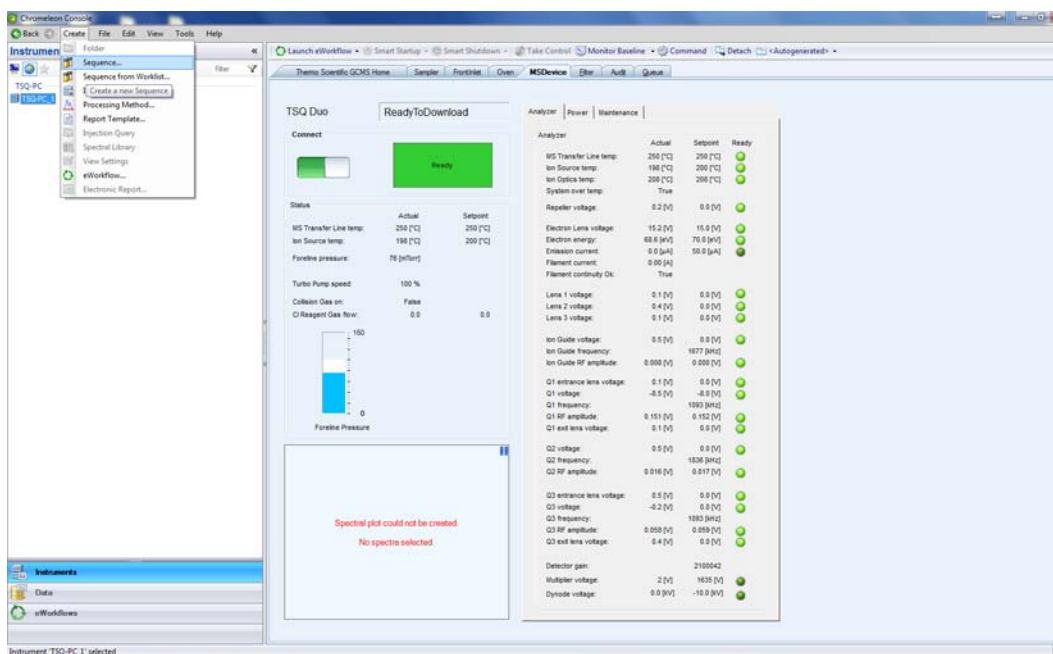 Chromeleon Console
Back Create File Edit View Tools Help
Instrumen
Folder
Sequence...
Sequence from Worklist...
Create a new Sequence
Processing Method...
Report Template...
Injection Query
Spectral Library
View Settings
eWorkflow...
Electronic Report...
filter
TSQ-PC
TSQ-PC_1
Launch eWorkflow Smart Startup Smart Shutdown Take Control Monitor Baseline Command Detach <Autogenerated>
Thermo Scientific GCMS Home Sampler FrontInlet Oven MSDevice Filter Audit Queue
TSQ Duo ReadyToDownload
Connect
Ready
Status
Actual Setpoint
MS Transfer Line temp: 250 [°C] 250 [°C]
Ion Source temp: 198 [°C] 200 [°C]
Foreline pressure: 76 [mTorr]
Turbo Pump speed: 100 %
Collision Gas on: False
CI Reagent Gas flow: 0.0 0.0
150
0
Foreline Pressure
Spectral plot could not be created
No spectra selected.
Analyzer Power Maintenance
Analyzer
Actual Setpoint Ready
MS Transfer Line temp: 250 [°C] 250 [°C]
Ion Source temp: 198 [°C] 200 [°C]
Ion Optics temp: 208 [°C] 208 [°C]
System over temp: True
Repeller voltage: 0.2 [V] 0.0 [V]
Electron Lens voltage: 15.2 [V] 15.0 [V]
Electron energy: 68.6 [eV] 70.0 [eV]
Emission current: 0.0 [µA] 50.0 [µA]
Filament current: 0.00 [A]
Filament continuity Ok: True
Lens 1 voltage: 0.1 [V] 0.0 [V]
Lens 2 voltage: 0.4 [V] 0.0 [V]
Lens 3 voltage: 0.1 [V] 0.0 [V]
Ion Guide voltage: 0.5 [V] 0.0 [V]
Ion Guide frequency: 1677 [kHz]
Ion Guide RF amplitude: 0.000 [V] 0.000 [V]
Q1 entrance lens voltage: 0.1 [V] 0.0 [V]
Q1 voltage: -8.5 [V] -8.0 [V]
Q1 frequency: 1093 [kHz]
Q1 RF amplitude: 0.151 [V] 0.152 [V]
Q1 exit lens voltage: 0.1 [V] 0.0 [V]
Q2 voltage: 0.5 [V] 0.0 [V]
Q2 frequency: 1836 [kHz]
Q2 RF amplitude: 0.016 [V] 0.017 [V]
Q3 entrance lens voltage: 0.5 [V] 0.0 [V]
Q3 voltage: -0.2 [V] 0.0 [V]
Q3 frequency: 1093 [kHz]
Q3 RF amplitude: 0.058 [V] 0.059 [V]
Q3 exit lens voltage: 0.4 [V] 0.0 [V]
Detector gain: 2100042
Multiplier voltage: 2 [V] 1635 [V]
Dynode voltage: 0.0 [kV] -10.0 [kV]
Instruments
Data
eWorkflows
Instrument 'TSQ-PC_1' selected